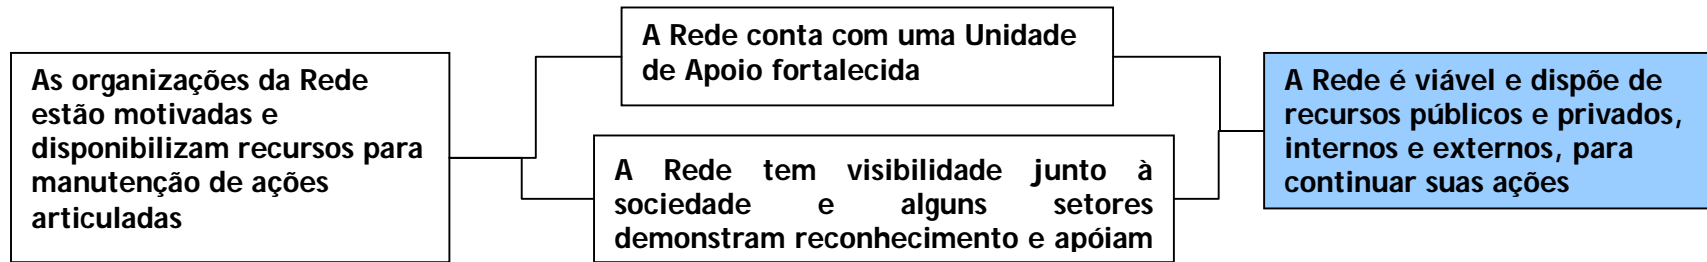 As organizações da Rede
estão motivadas e
disponibilizam recursos para
manutenção de ações
articuladas
A Rede conta com uma Unidade
de Apoio fortalecida
A Rede tem visibilidade junto à
sociedade e alguns setores
demonstram reconhecimento e apóiam
A Rede é viável e dispõe de
recursos públicos e privados,
internos e externos, para
continuar suas ações